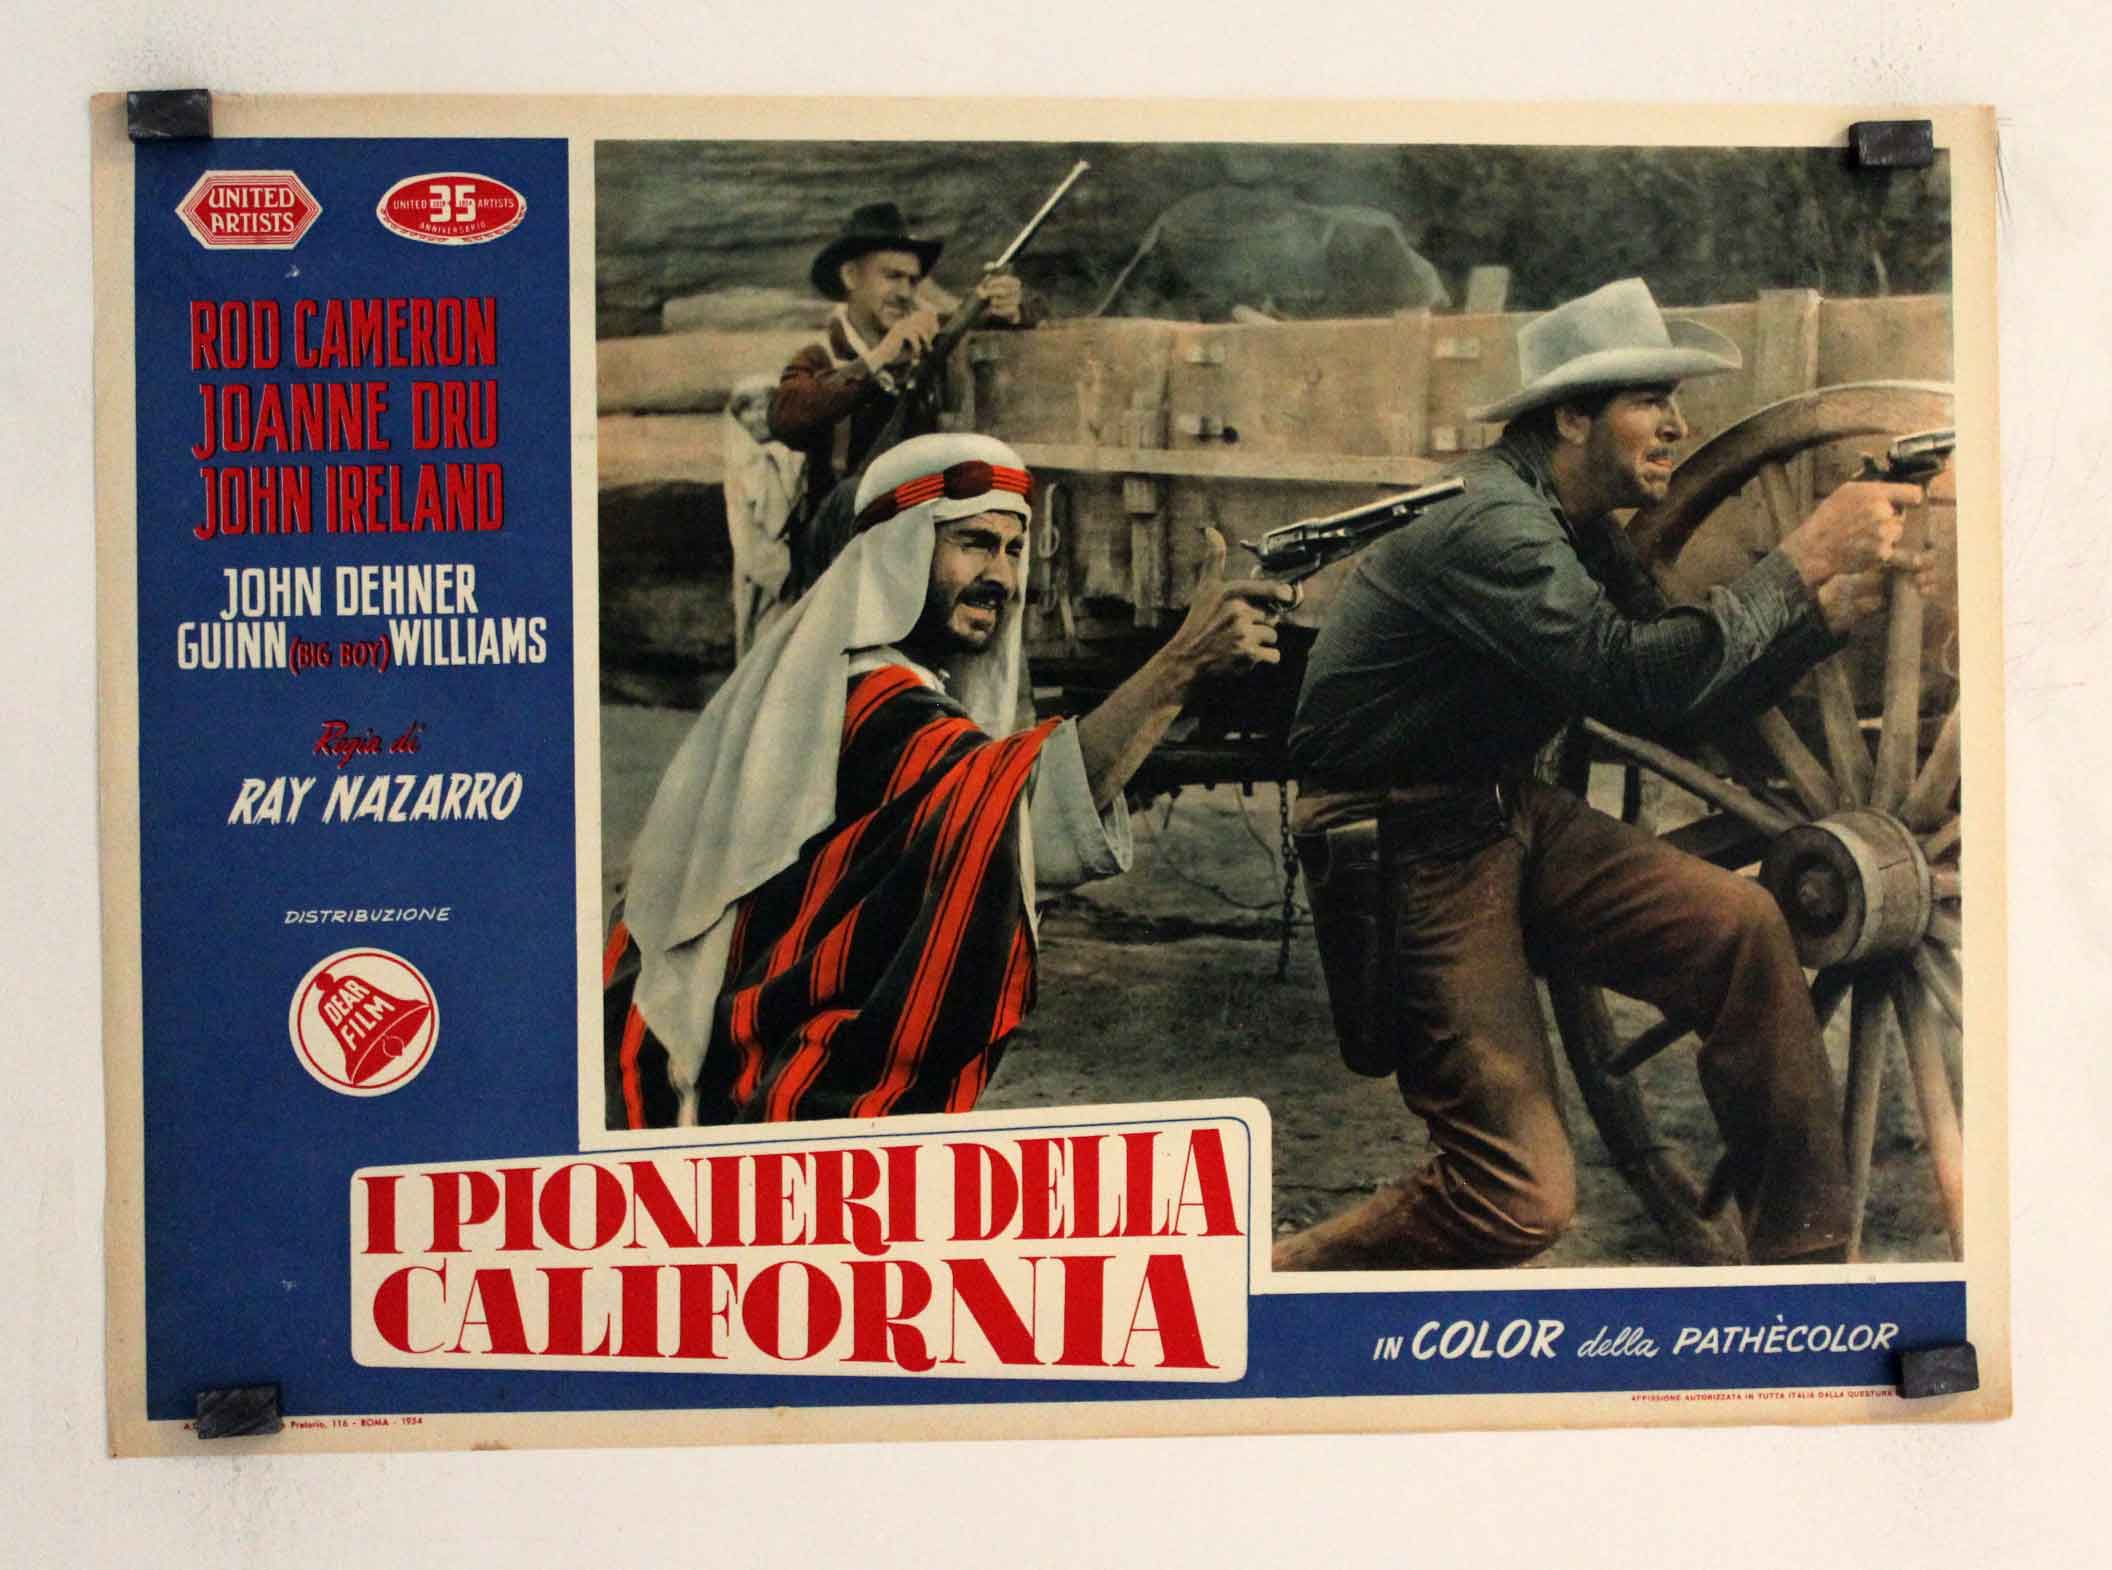 UNITED
ARTISTS
UNITED 35 ARTISTS
ANNIVERSARIO
ROD CAMERON
JOANNE DRU
JOHN IRELAND
JOHN DEHNER
GUINN (BIG BOY) WILLIAMS
Regia di
RAY NAZARRO
DISTRIBUZIONE
DEAR
FILM
I PIONIERI DELLA
CALIFORNIA
IN COLOR della PATHÈCOLOR
Pretorio, 116 - ROMA - 1954
AFFISSIONE AUTORIZZATA IN TUTTA ITALIA DALLA QUESTURA